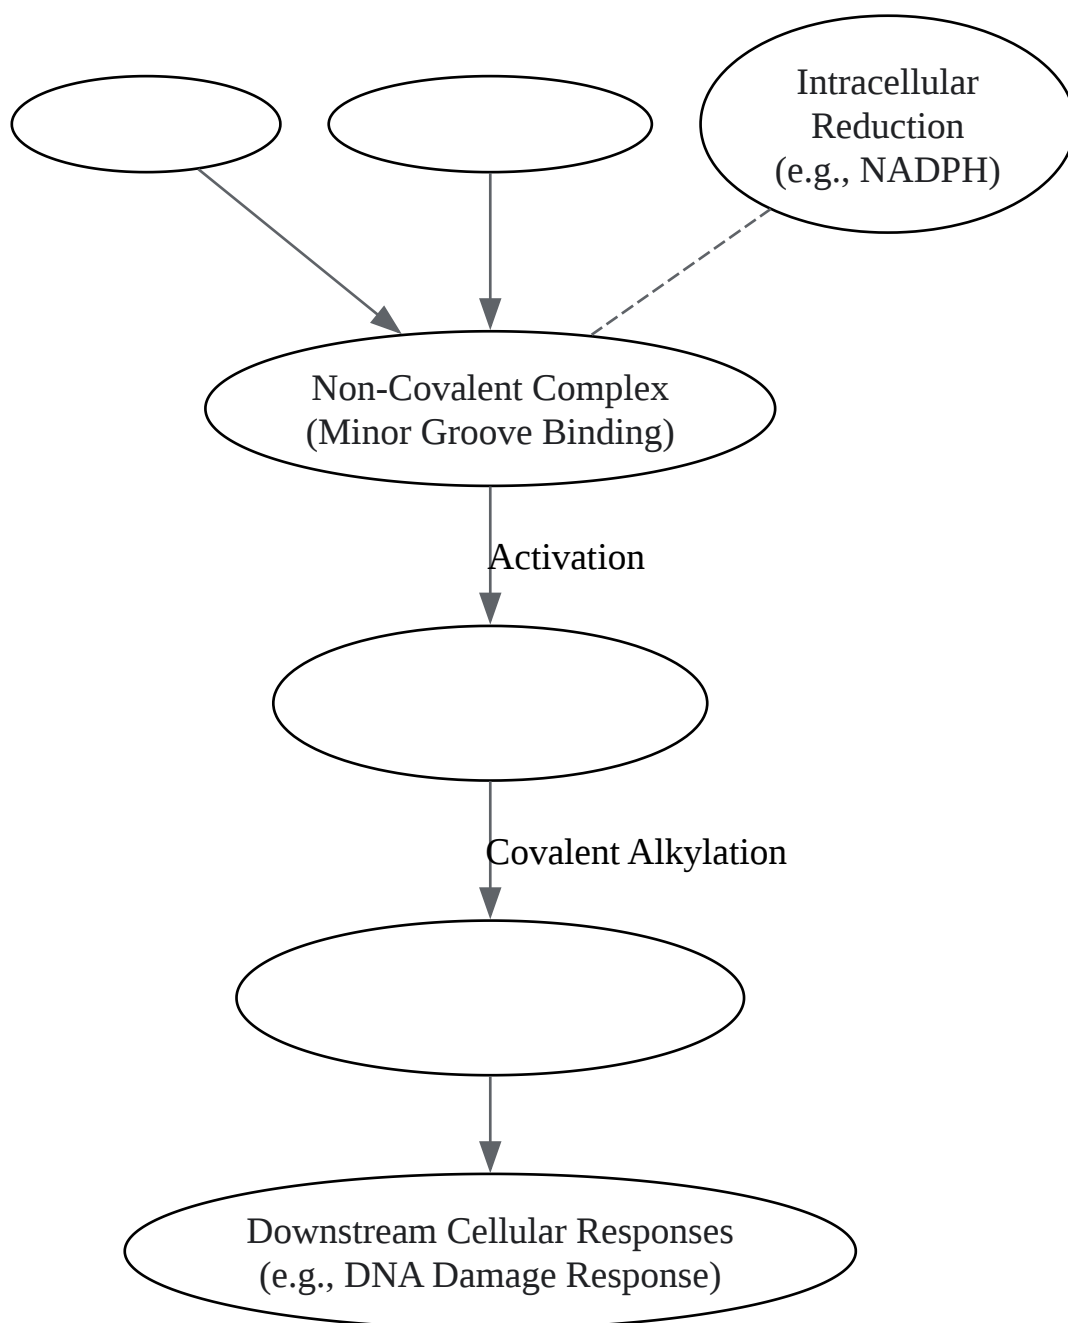 Intracellular
Reduction
(e.g., NADPH)
Non-Covalent Complex
(Minor Groove Binding)
Activation
Covalent Alkylation
Downstream Cellular Responses
(e.g., DNA Damage Response)